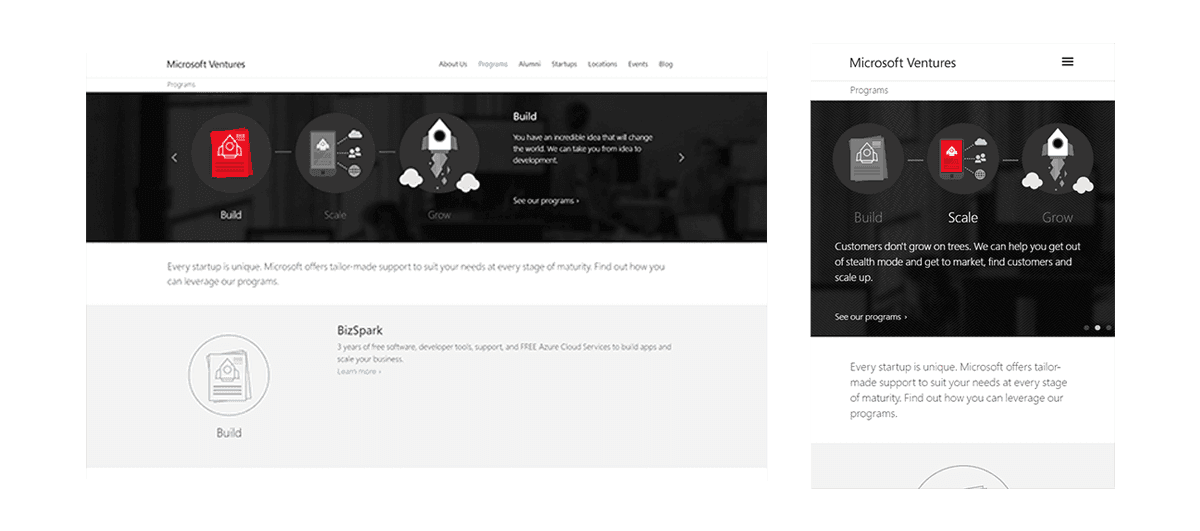 Microsoft Ventures
About Us Programs Alumni Startups Locations Events Blog
Programs
Build
You have an incredible idea that will change
the world. We can take you from idea to
development.
See our programs ›
Build Scale Grow
Every startup is unique. Microsoft offers tailor-made support to suit your needs at every stage of maturity. Find out how you
can leverage our programs.
BizSpark
3 years of free software, developer tools, support, and FREE Azure Cloud Services to build apps and
scale your business.
Learn more ›
Build
Microsoft Ventures
Programs
Build Scale Grow
Customers don't grow on trees. We can help you get out
of stealth mode and get to market, find customers and
scale up.
See our programs ›
Every startup is unique. Microsoft offers tailor-
made support to suit your needs at every stage
of maturity. Find out how you can leverage our
programs.